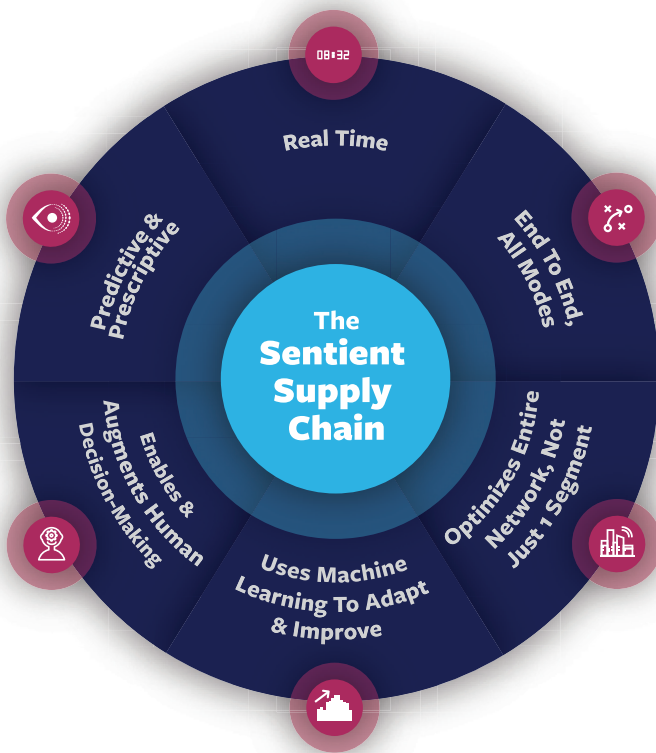 08:32
Real Time
End To End,
All Modes
Optimizes Entire
Network, Not
Just 1 Segment
Uses Machine
Learning To Adapt
& Improve
Enables &
Augments Human
Decision-Making
Predictive &
Prescriptive
The
Sentient
Supply
Chain